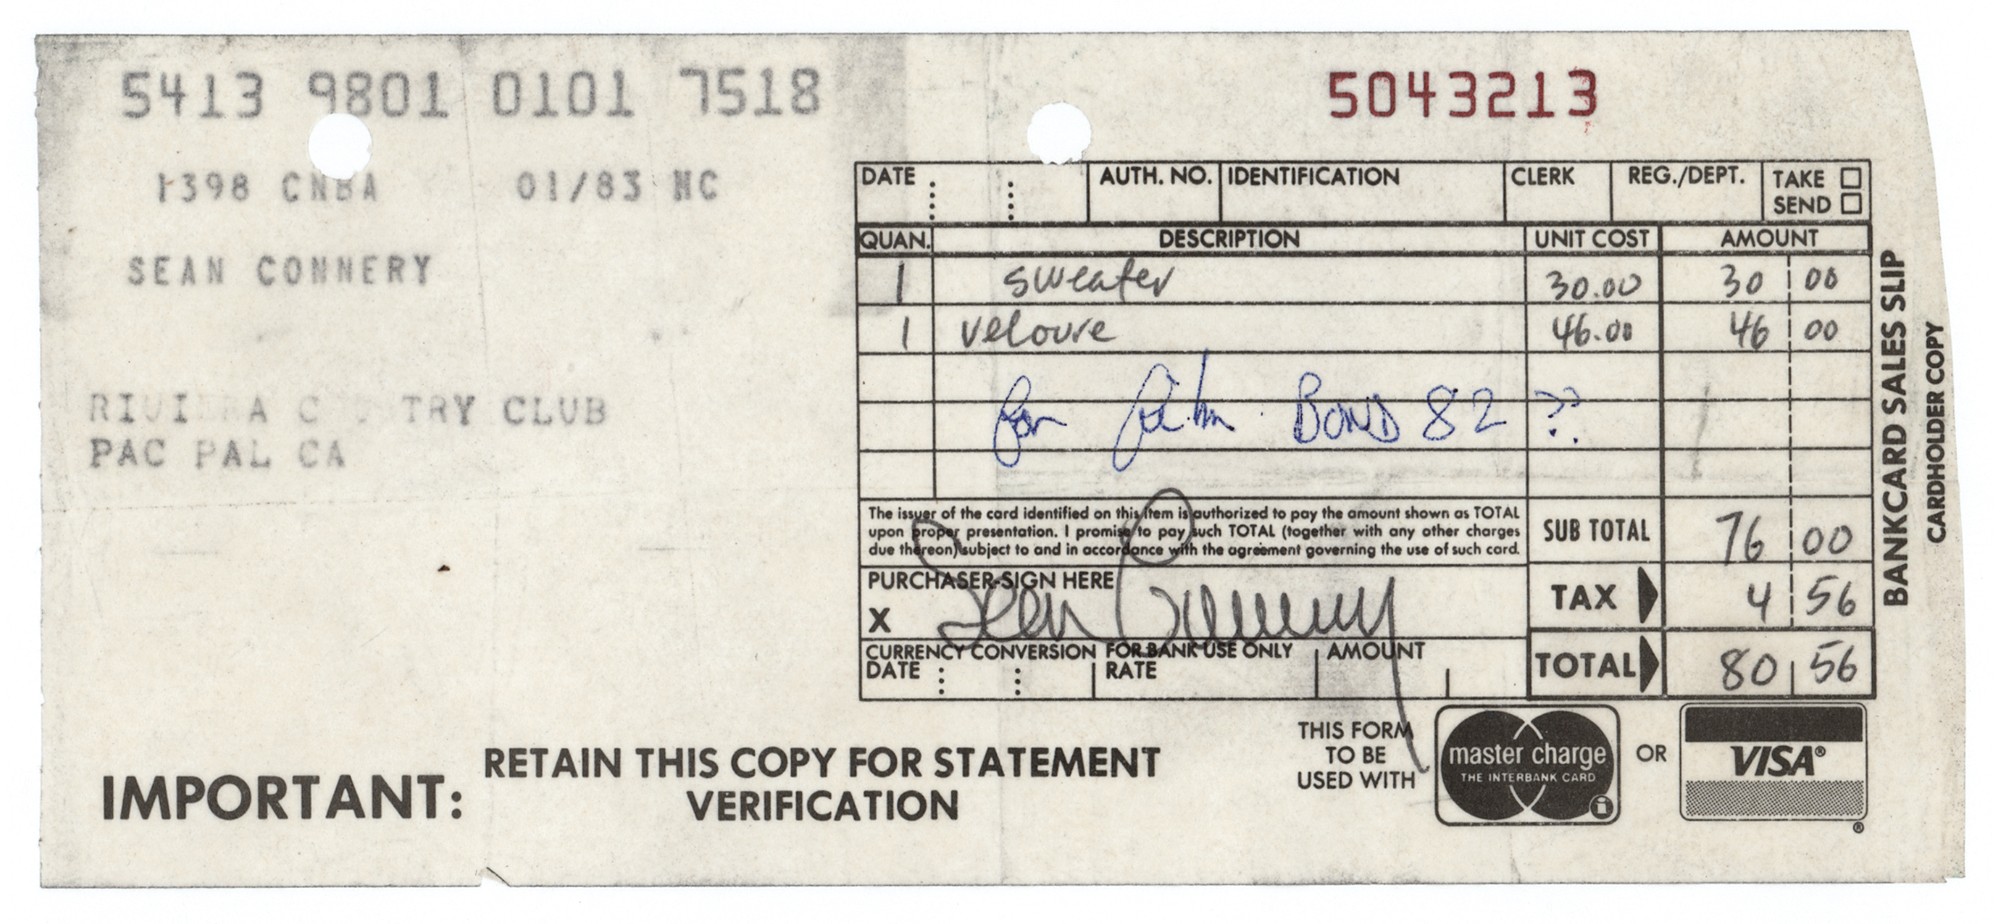 5413 9801 0101 7518
5043213
1398 CNBA 01/83 MC
SEAN CONNERY
RIVIERA COUNTRY CLUB
PAC PAL CA
DATE AUTH. NO. IDENTIFICATION CLERK REG./DEPT. TAKE
SEND
QUAN. DESCRIPTION UNIT COST AMOUNT
1 sweater 30.00 30 00
1 veloure 46.00 46 00
for film. BOND 82 ??
The issuer of the card identified on this item is authorized to pay the amount shown as TOTAL
upon proper presentation. I promise to pay such TOTAL (together with any other charges
due thereon) subject to and in accordance with the agreement governing the use of such card.
SUB TOTAL 76 00
PURCHASER-SIGN HERE
X Sean Connery
TAX 4 56
CURRENCY CONVERSION FOR BANK USE ONLY AMOUNT
DATE RATE
TOTAL 80 56
BANKCARD SALES SLIP
CARDHOLDER COPY
IMPORTANT: RETAIN THIS COPY FOR STATEMENT
VERIFICATION
THIS FORM
TO BE
USED WITH
master charge
THE INTERBANK CARD
i
OR
VISA®
®